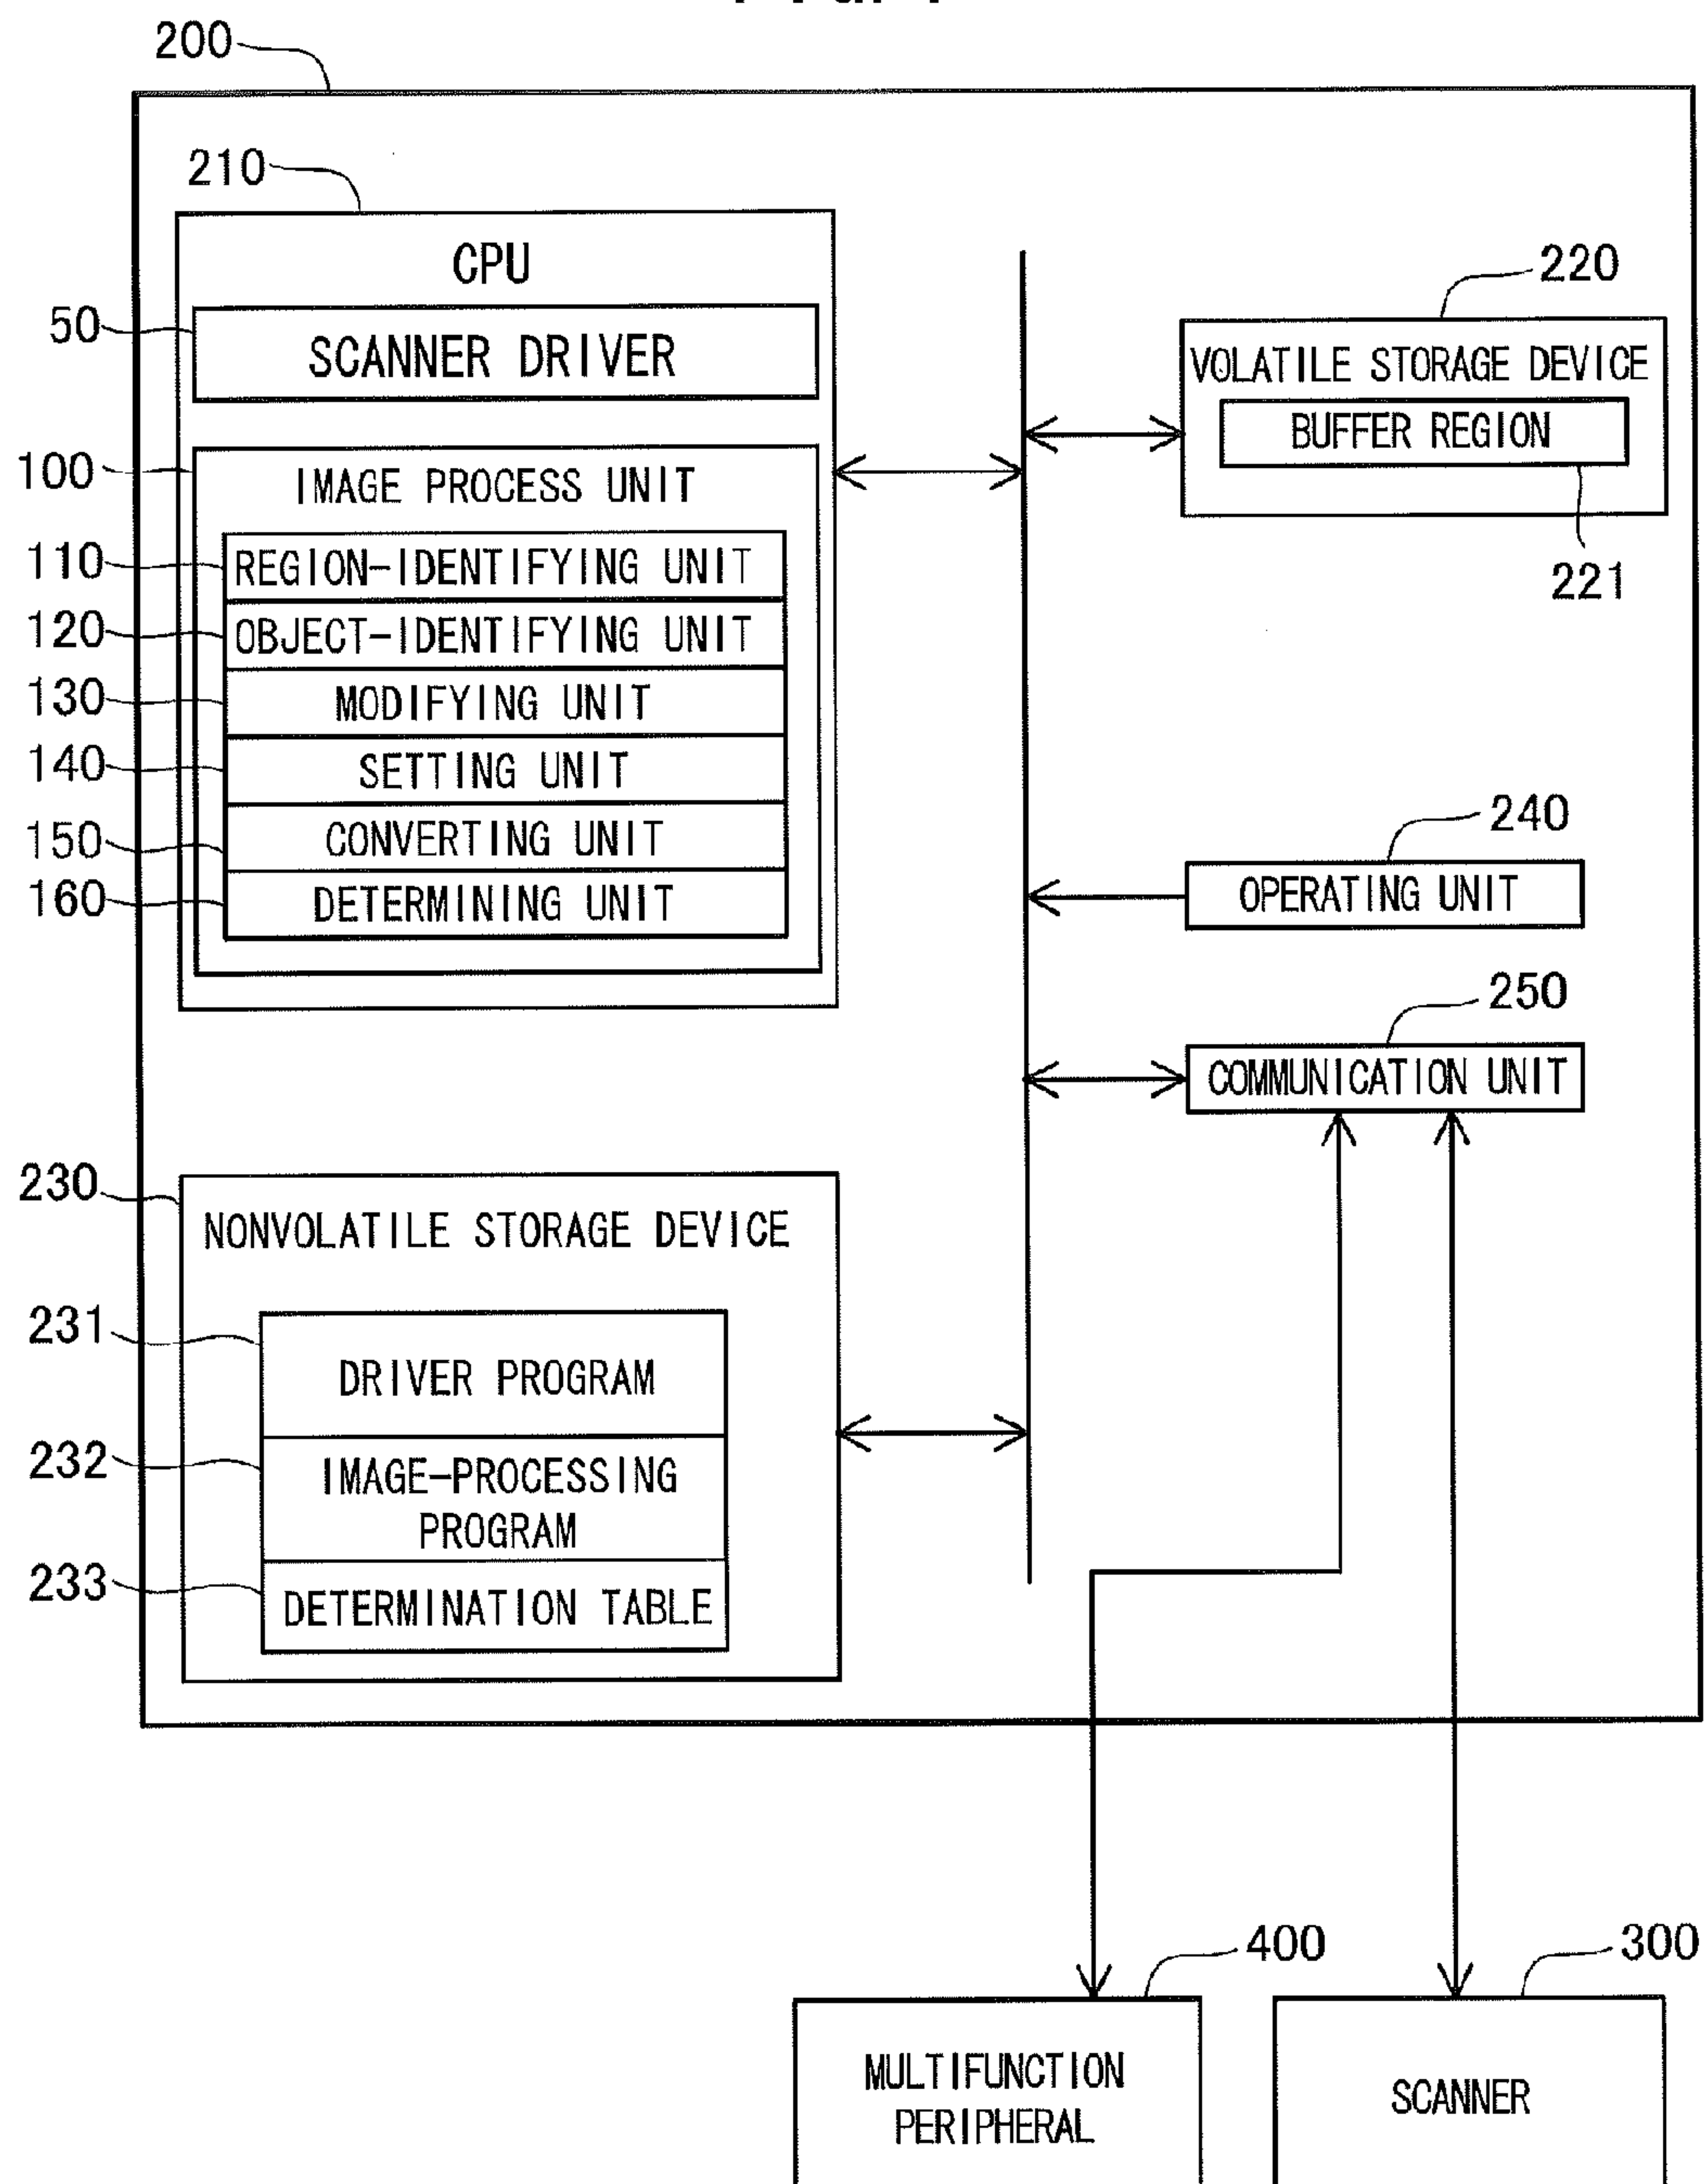 200
210
CPU
50
SCANNER DRIVER
100
IMAGE PROCESS UNIT
110
REGION-IDENTIFYING UNIT
120
OBJECT-IDENTIFYING UNIT
130
MODIFYING UNIT
140
SETTING UNIT
150
CONVERTING UNIT
160
DETERMINING UNIT
220
VOLATILE STORAGE DEVICE
BUFFER REGION
221
240
OPERATING UNIT
250
COMMUNICATION UNIT
230
NONVOLATILE STORAGE DEVICE
231
DRIVER PROGRAM
232
IMAGE-PROCESSING
PROGRAM
233
DETERMINATION TABLE
400
MULTIFUNCTION
PERIPHERAL
300
SCANNER